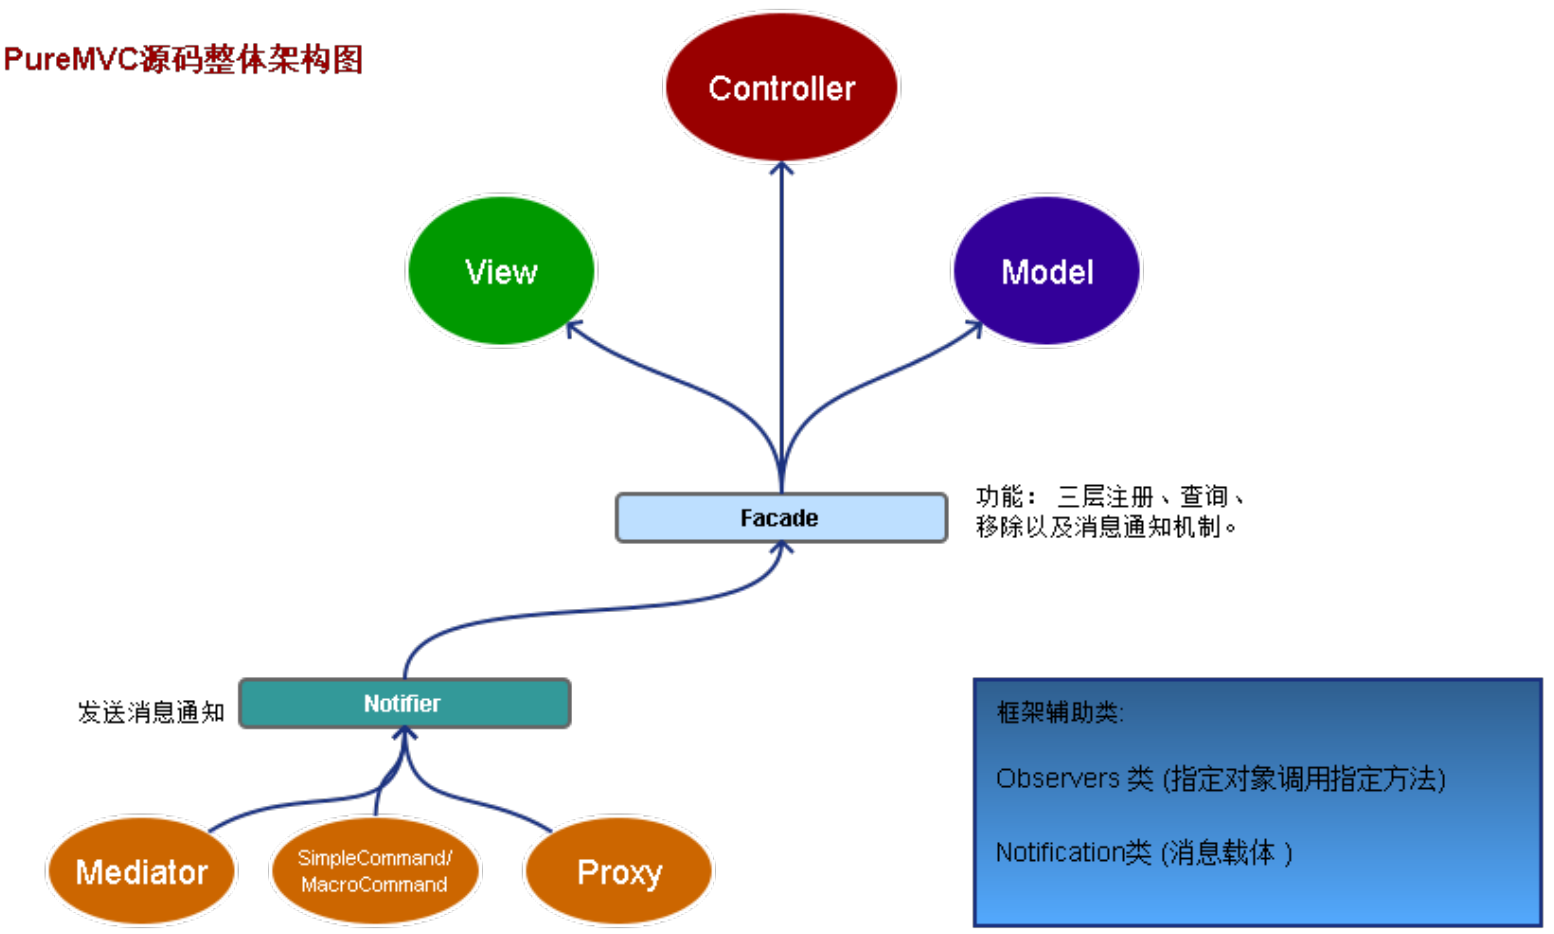 PureMVC源码整体架构图
Controller
View
Model
Facade
功能： 三层注册、查询、
移除以及消息通知机制。
发送消息通知
Notifier
框架辅助类:
Observers 类 (指定对象调用指定方法)
Notification类 (消息载体 )
Mediator
SimpleCommand/
MacroCommand
Proxy